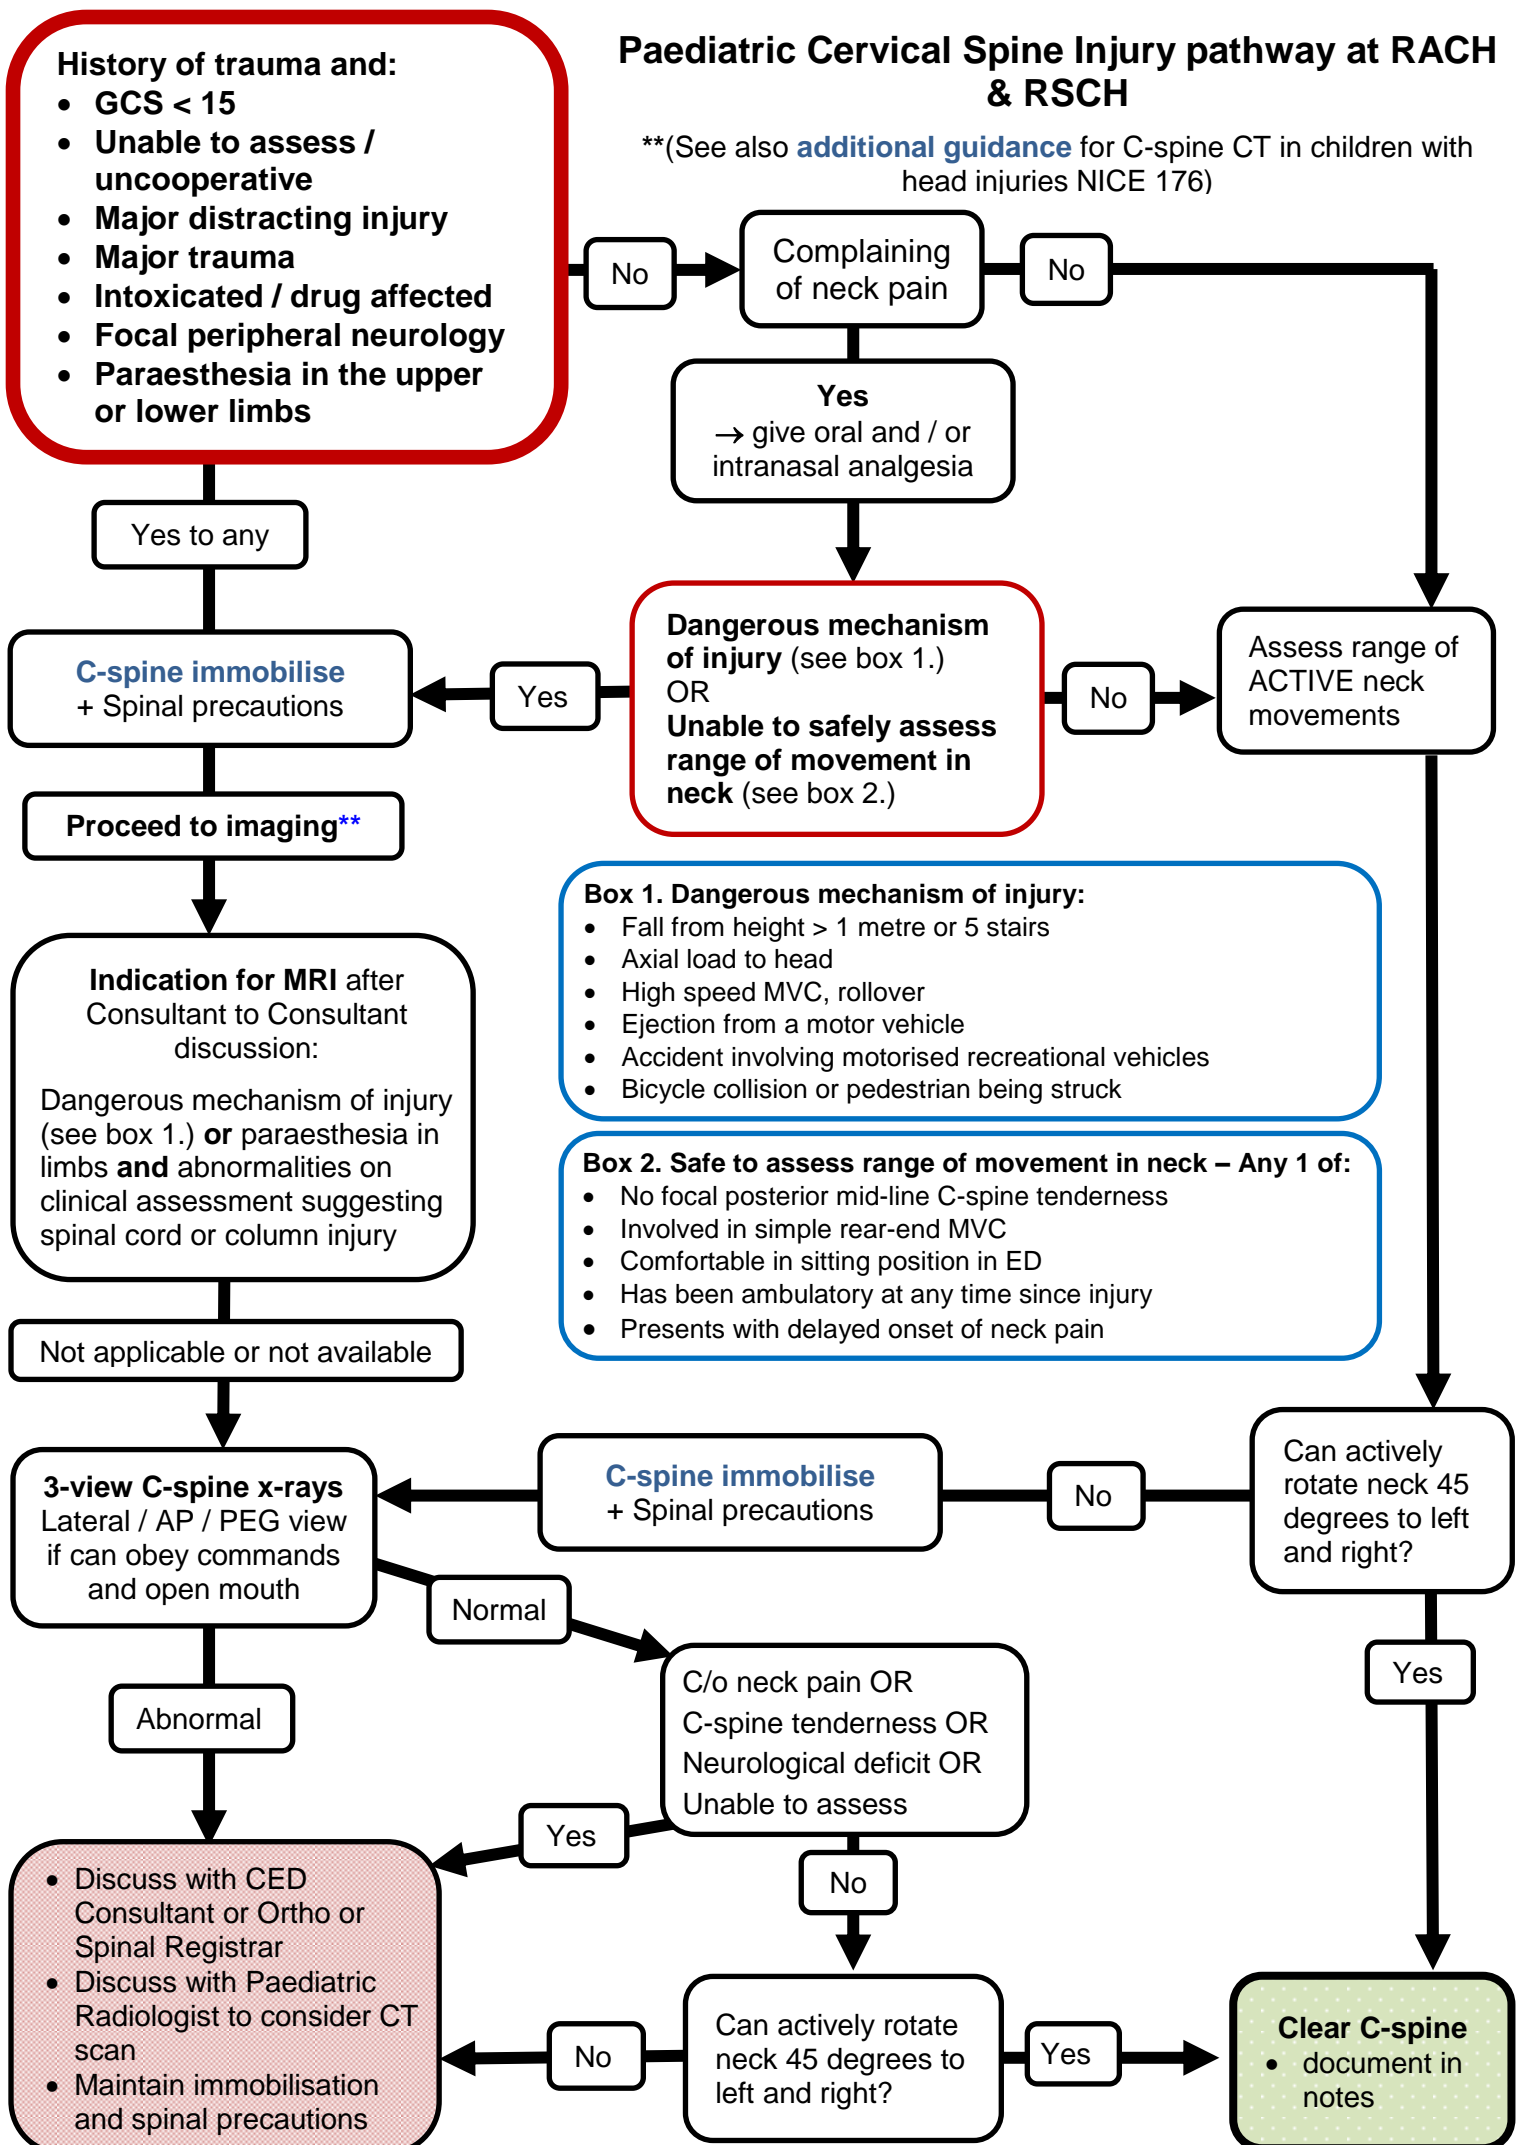 Paediatric Cervical Spine Injury pathway at RACH
& RSCH
**(See also additional guidance for C-spine CT in children with
head injuries NICE 176)
History of trauma and:
• GCS < 15
• Unable to assess /
uncooperative
• Major distracting injury
• Major trauma
• Intoxicated / drug affected
• Focal peripheral neurology
• Paraesthesia in the upper
or lower limbs
No
Complaining
of neck pain
No
Yes
→ give oral and / or
intranasal analgesia
Yes to any
C-spine immobilise
+ Spinal precautions
Yes
Dangerous mechanism
of injury (see box 1.)
OR
Unable to safely assess
range of movement in
neck (see box 2.)
No
Assess range of
ACTIVE neck
movements
Proceed to imaging**
Box 1. Dangerous mechanism of injury:
• Fall from height > 1 metre or 5 stairs
• Axial load to head
• High speed MVC, rollover
• Ejection from a motor vehicle
• Accident involving motorised recreational vehicles
• Bicycle collision or pedestrian being struck
Indication for MRI after
Consultant to Consultant
discussion:
Dangerous mechanism of injury
(see box 1.) or paraesthesia in
limbs and abnormalities on
clinical assessment suggesting
spinal cord or column injury
Box 2. Safe to assess range of movement in neck – Any 1 of:
• No focal posterior mid-line C-spine tenderness
• Involved in simple rear-end MVC
• Comfortable in sitting position in ED
• Has been ambulatory at any time since injury
• Presents with delayed onset of neck pain
Not applicable or not available
3-view C-spine x-rays
Lateral / AP / PEG view
if can obey commands
and open mouth
C-spine immobilise
+ Spinal precautions
No
Can actively
rotate neck 45
degrees to left
and right?
Normal
Yes
Abnormal
C/o neck pain OR
C-spine tenderness OR
Neurological deficit OR
Unable to assess
Yes
No
• Discuss with CED
Consultant or Ortho or
Spinal Registrar
• Discuss with Paediatric
Radiologist to consider CT
scan
• Maintain immobilisation
and spinal precautions
No
Can actively rotate
neck 45 degrees to
left and right?
Yes
Clear C-spine
• document in
notes